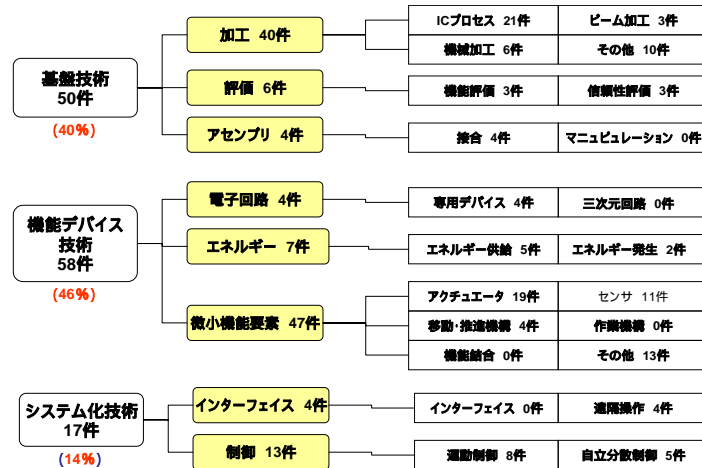 基盤技術
50件
(40%)
加工 40件
ICプロセス 21件
ビーム加工 3件
機械加工 6件
その他 10件
評価 6件
機能評価 3件
信頼性評価 3件
アセンブリ 4件
接合 4件
マニュピュレーション 0件
機能デバイス
技術
58件
(46%)
電子回路 4件
専用デバイス 4件
三次元回路 0件
エネルギー 7件
エネルギー供給 5件
エネルギー発生 2件
微小機能要素 47件
アクチュエータ 19件
センサ 11件
移動・推進機構 4件
作業機構 0件
機能結合 0件
その他 13件
システム化技術
17件
(14%)
インターフェイス 4件
インターフェイス 0件
遠隔操作 4件
制御 13件
運動制御 8件
自立分散制御 5件